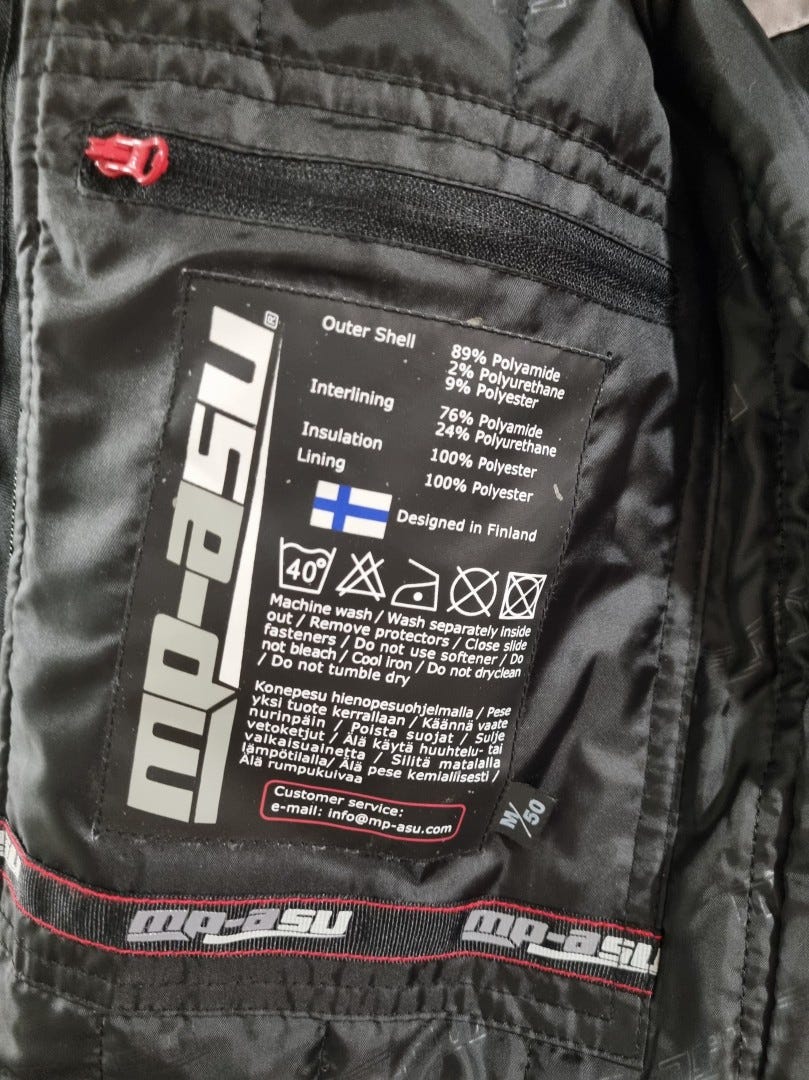 mp-asu®
Outer Shell
89% Polyamide
2% Polyurethane
9% Polyester
Interlining
76% Polyamide
24% Polyurethane
Insulation
100% Polyester
Lining
100% Polyester
Designed in Finland
40°
Machine wash / Wash separately inside
out / Remove protectors / Close slide
fasteners / Do not use softener / Do
not bleach / Cool iron / Do not dryclean
/ Do not tumble dry
Konepesu hienopesuohjelmalla / Pese
yksi tuote kerrallaan / Käännä vaate
nurinpäin / Poista suojat / Sulje
vetoketjut / Älä käytä huuhtelu- tai
valkaisuainetta / Silitä matalalla
lämpötilalla/ Älä pese kemiallisesti /
Älä rumpukuivaa
Customer service:
e-mail: info@mp-asu.com
M/50
mp-asu mp-asu